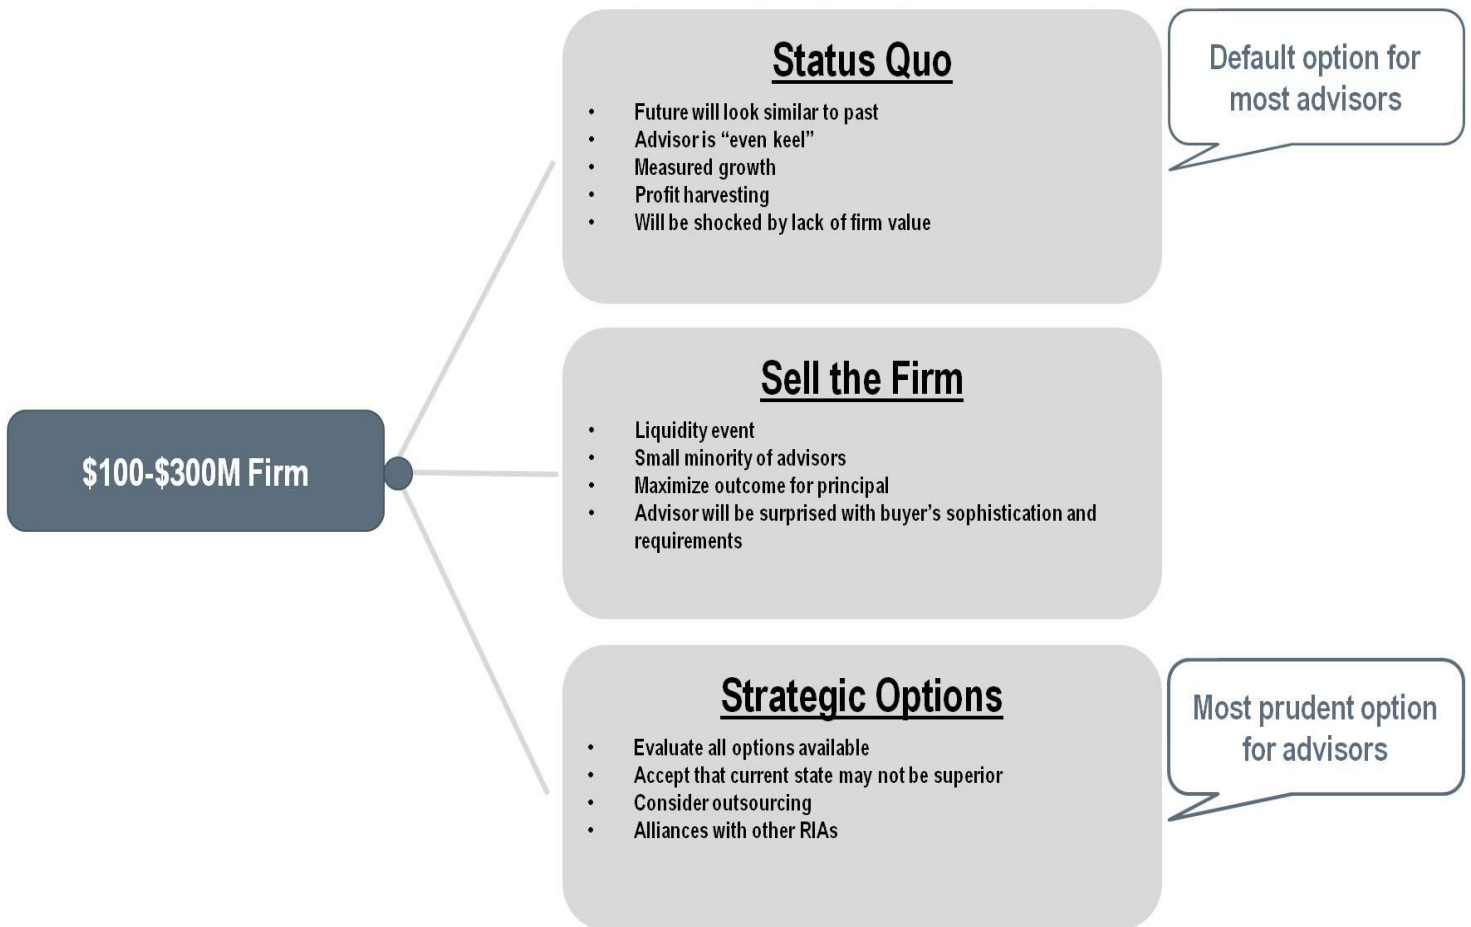 Status Quo
• Future will look similar to past
• Advisor is “even keel”
• Measured growth
• Profit harvesting
• Will be shocked by lack of firm value
Default option for
most advisors
$100-$300M Firm
Sell the Firm
• Liquidity event
• Small minority of advisors
• Maximize outcome for principal
• Advisor will be surprised with buyer’s sophistication and
requirements
Strategic Options
• Evaluate all options available
• Accept that current state may not be superior
• Consider outsourcing
• Alliances with other RIAs
Most prudent option
for advisors